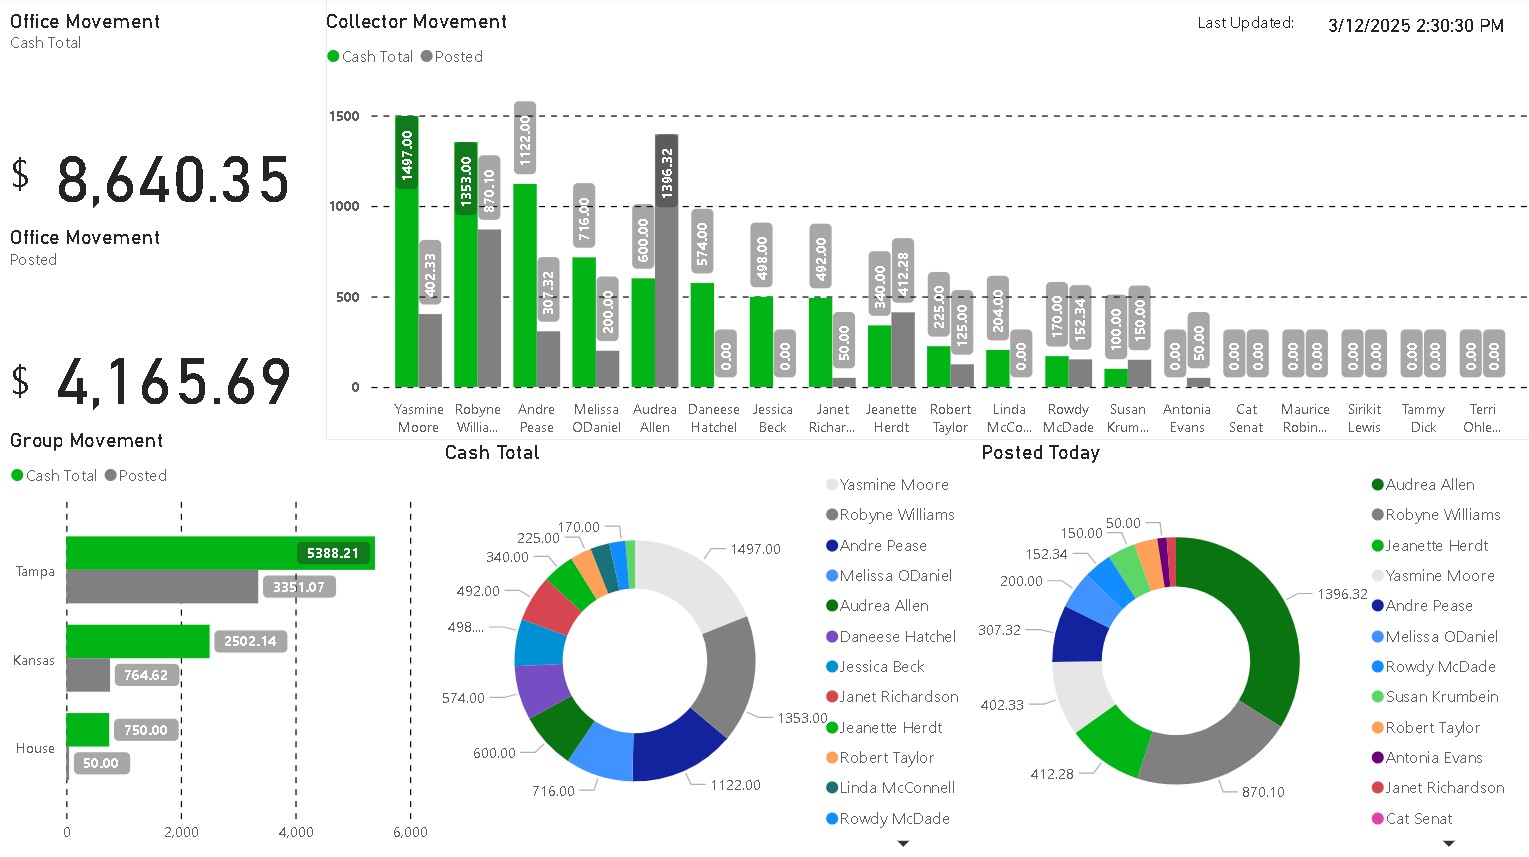 Office Movement
Cash Total
$ 8,640.35
Office Movement
Posted
$ 4,165.69
Collector Movement
Last Updated: 3/12/2025 2:30:30 PM
Cash Total Posted
1500
1000
500
0
1497.00 402.33
1353.00 870.10
1122.00 307.32
716.00 200.00
600.00 1396.32
574.00 0.00
498.00 0.00
492.00 50.00
340.00 412.28
225.00 125.00
204.00 0.00
170.00 152.34
100.00 150.00
0.00 50.00
0.00 0.00
0.00 0.00
0.00 0.00
0.00 0.00
0.00 0.00
Yasmine Moore
Robyne Willia...
Andre Pease
Melissa ODaniel
Audrea Allen
Daneese Hatchel
Jessica Beck
Janet Richar...
Jeanette Herdt
Robert Taylor
Linda McCo...
Rowdy McDade
Susan Krum...
Antonia Evans
Cat Senat
Maurice Robin...
Sirikit Lewis
Tammy Dick
Terri Ohle...
Group Movement
Cash Total Posted
Tampa
5388.21
3351.07
Kansas
2502.14
764.62
House
750.00
50.00
0 2,000 4,000 6,000
Cash Total
170.00
225.00
340.00
492.00
498....
574.00
600.00
716.00
1122.00
1353.00
1497.00
Yasmine Moore
Robyne Williams
Andre Pease
Melissa ODaniel
Audrea Allen
Daneese Hatchel
Jessica Beck
Janet Richardson
Jeanette Herdt
Robert Taylor
Linda McConnell
Rowdy McDade
Posted Today
50.00
150.00
152.34
200.00
307.32
402.33
412.28
870.10
1396.32
Audrea Allen
Robyne Williams
Jeanette Herdt
Yasmine Moore
Andre Pease
Melissa ODaniel
Rowdy McDade
Susan Krumbein
Robert Taylor
Antonia Evans
Janet Richardson
Cat Senat